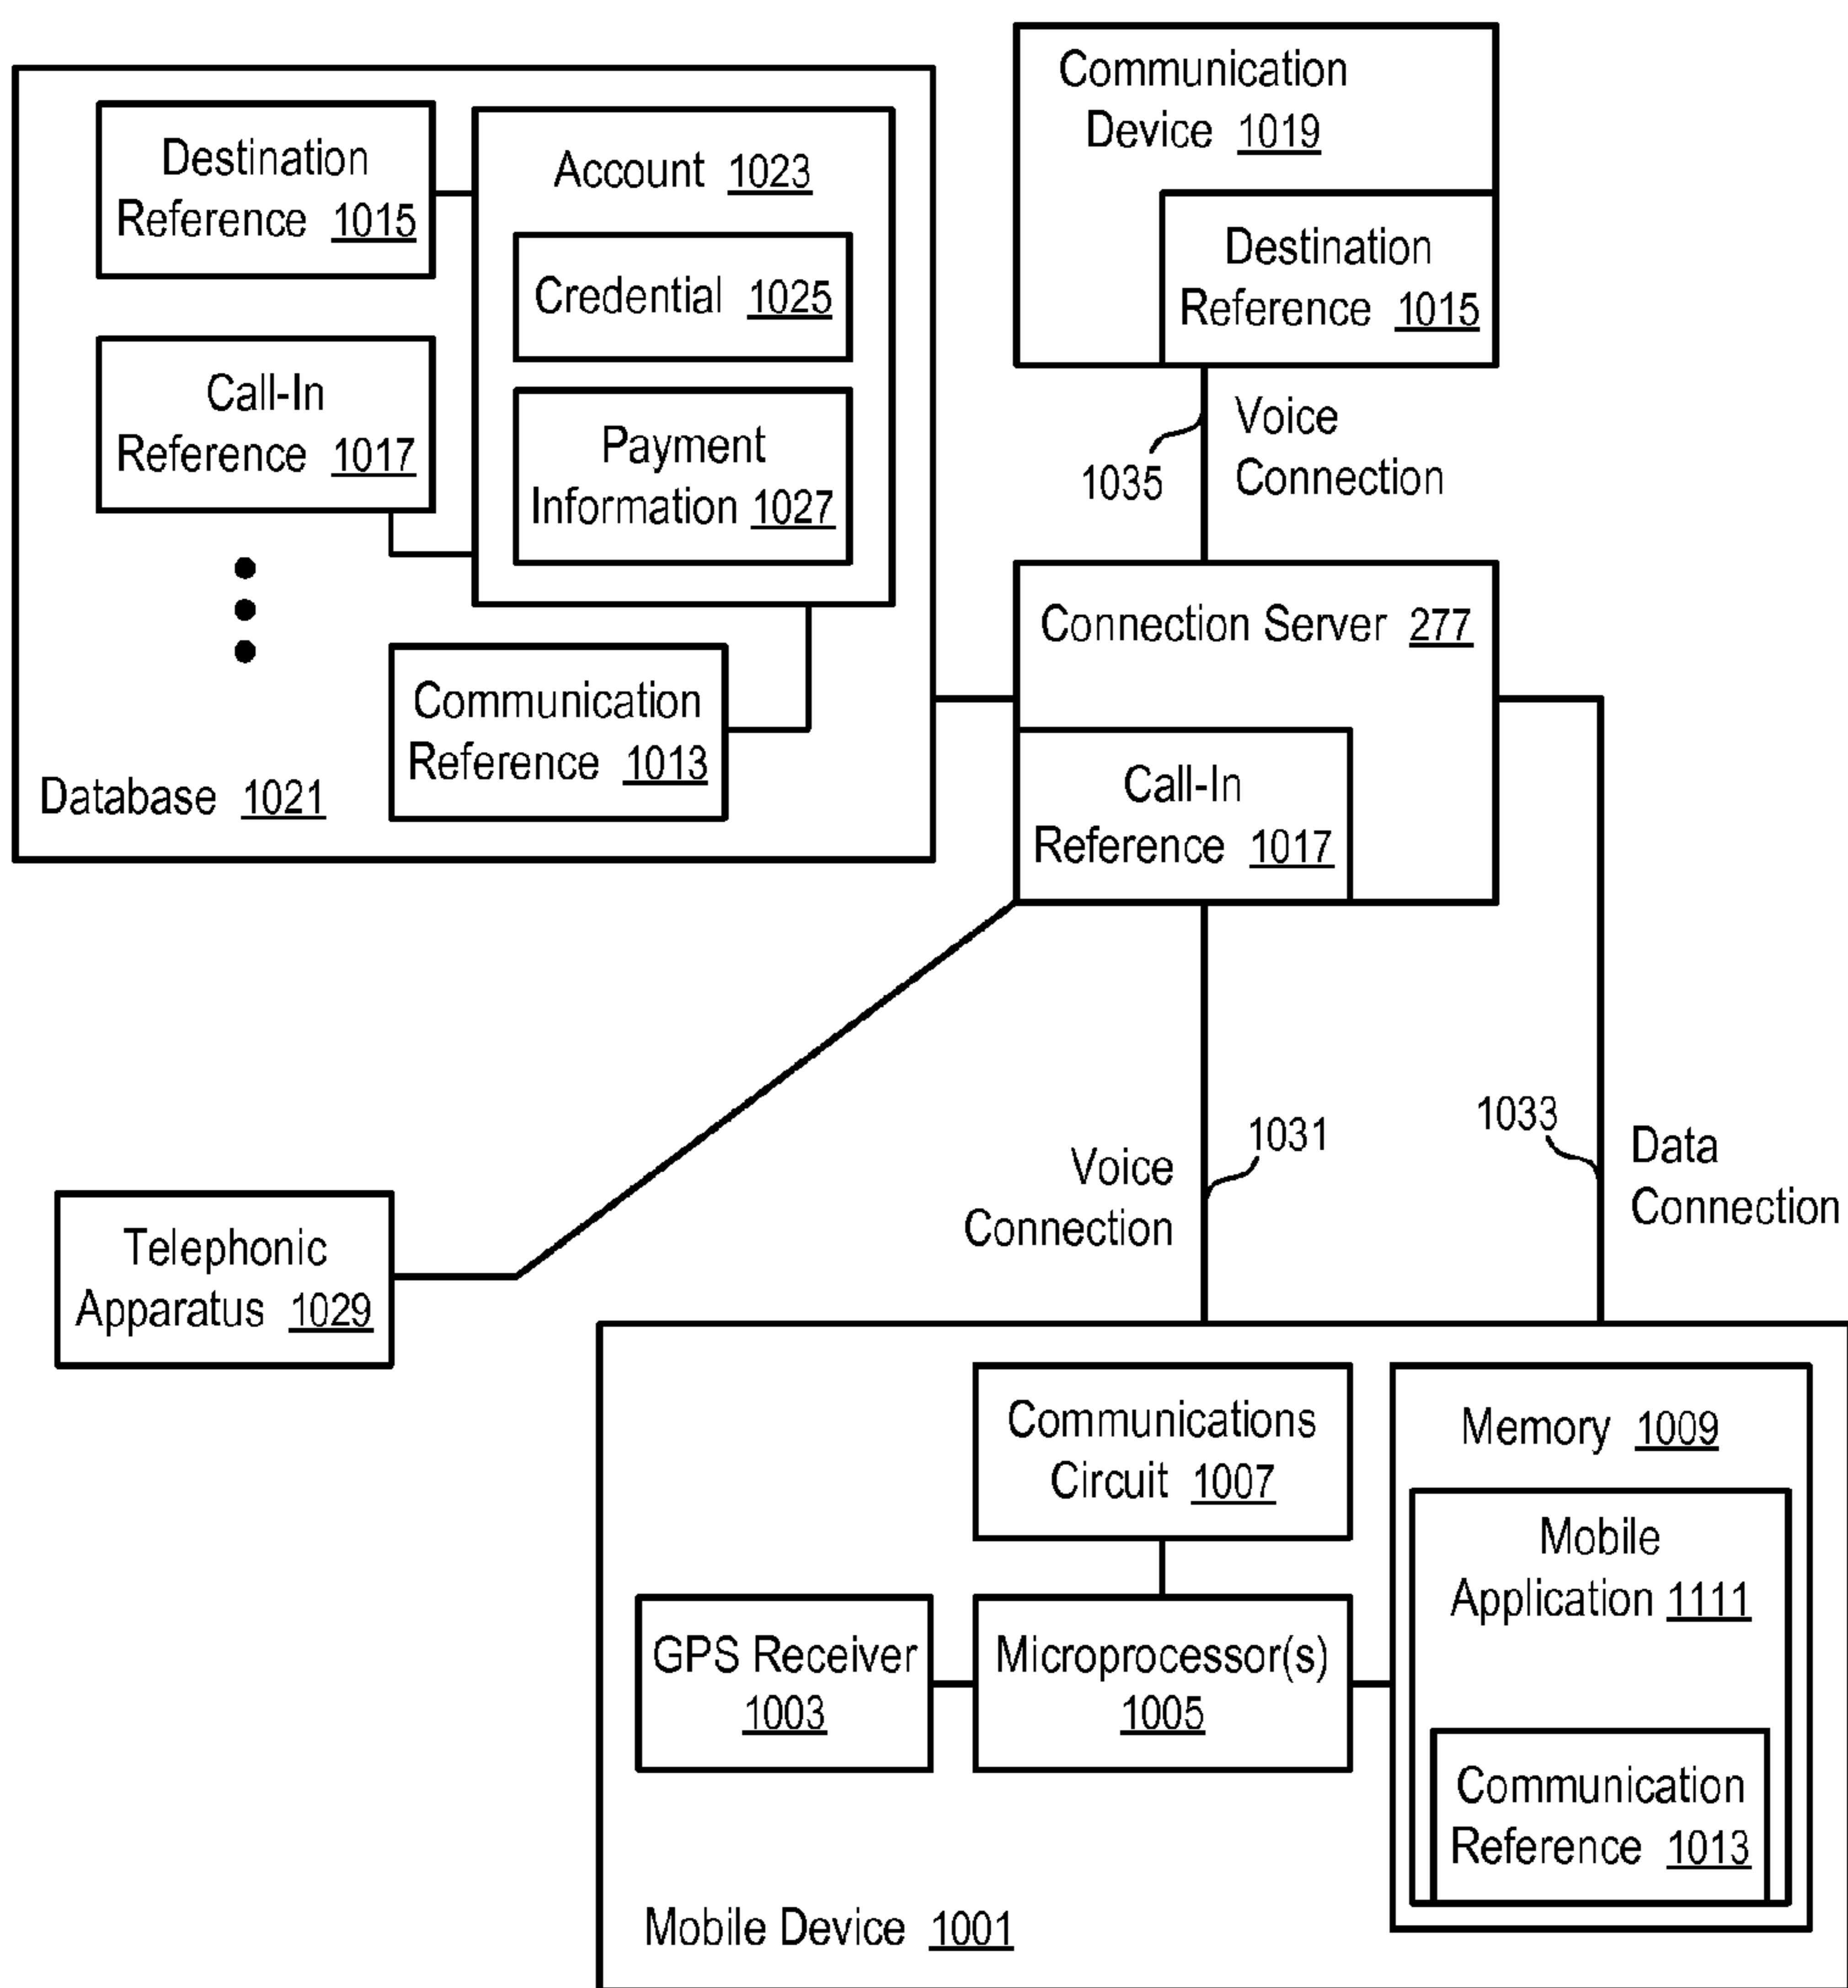 Communication
Device 1019
Destination
Reference 1015
Destination
Reference 1015
Account 1023
Credential 1025
Call-In
Reference 1017
Payment
Information 1027
Voice
Connection
1035
Connection Server 277
Communication
Reference 1013
Database 1021
Call-In
Reference 1017
1031
1033
Voice
Connection
Data
Connection
Telephonic
Apparatus 1029
Communications
Circuit 1007
Memory 1009
Mobile
Application 1111
GPS Receiver
1003
Microprocessor(s)
1005
Communication
Reference 1013
Mobile Device 1001